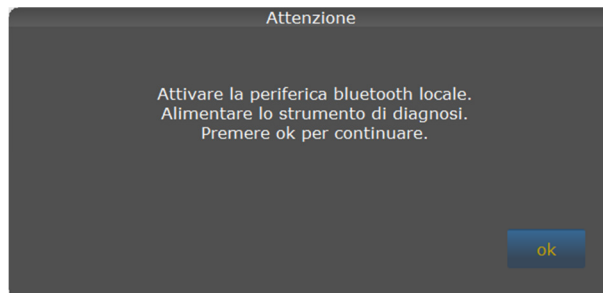 Attenzione
Attivare la periferica bluetooth locale.
Alimentare lo strumento di diagnosi.
Premere ok per continuare.
ok